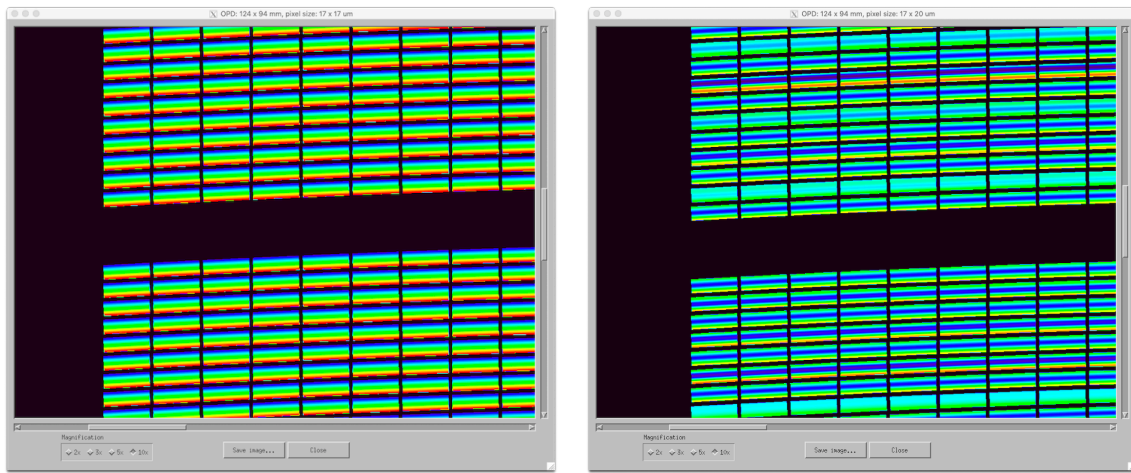 OPD: 124 x 94 mm, pixel size: 17 x 17 um
Magnification
2x 3x 5x 10x
Save image...
Close
OPD: 124 x 94 mm, pixel size: 17 x 20 um
Magnification
2x 3x 5x 10x
Save image...
Close